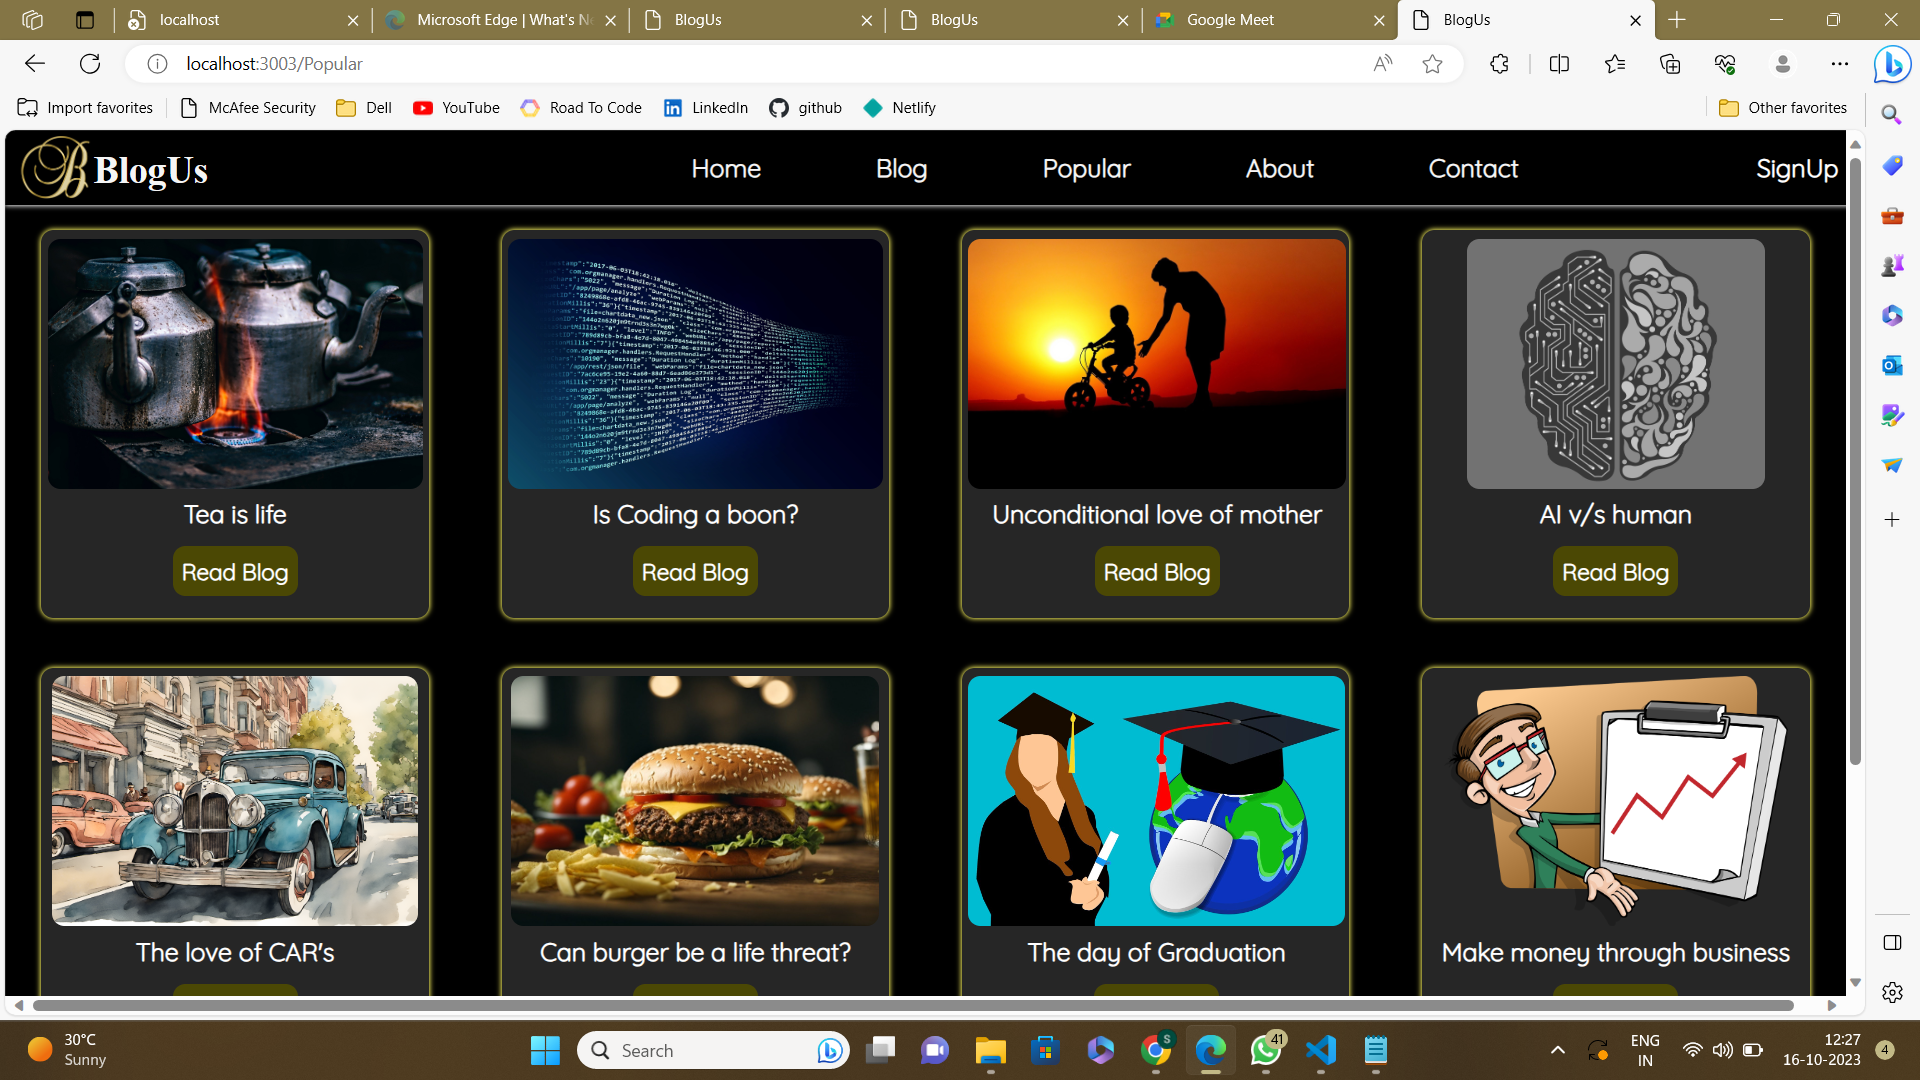 localhost
Microsoft Edge | What's Ne
BlogUs
BlogUs
Google Meet
BlogUs
localhost:3003/Popular
Import favorites
McAfee Security
Dell
YouTube
Road To Code
LinkedIn
github
Netlify
Other favorites
BlogUs
Home
Blog
Popular
About
Contact
SignUp
Tea is life
Is Coding a boon?
Unconditional love of mother
AI v/s human
Read Blog
Read Blog
Read Blog
Read Blog
The love of CAR's
Can burger be a life threat?
The day of Graduation
Make money through business
30°C
Sunny
Search
S
41
ENG
IN
12:27
16-10-2023
4